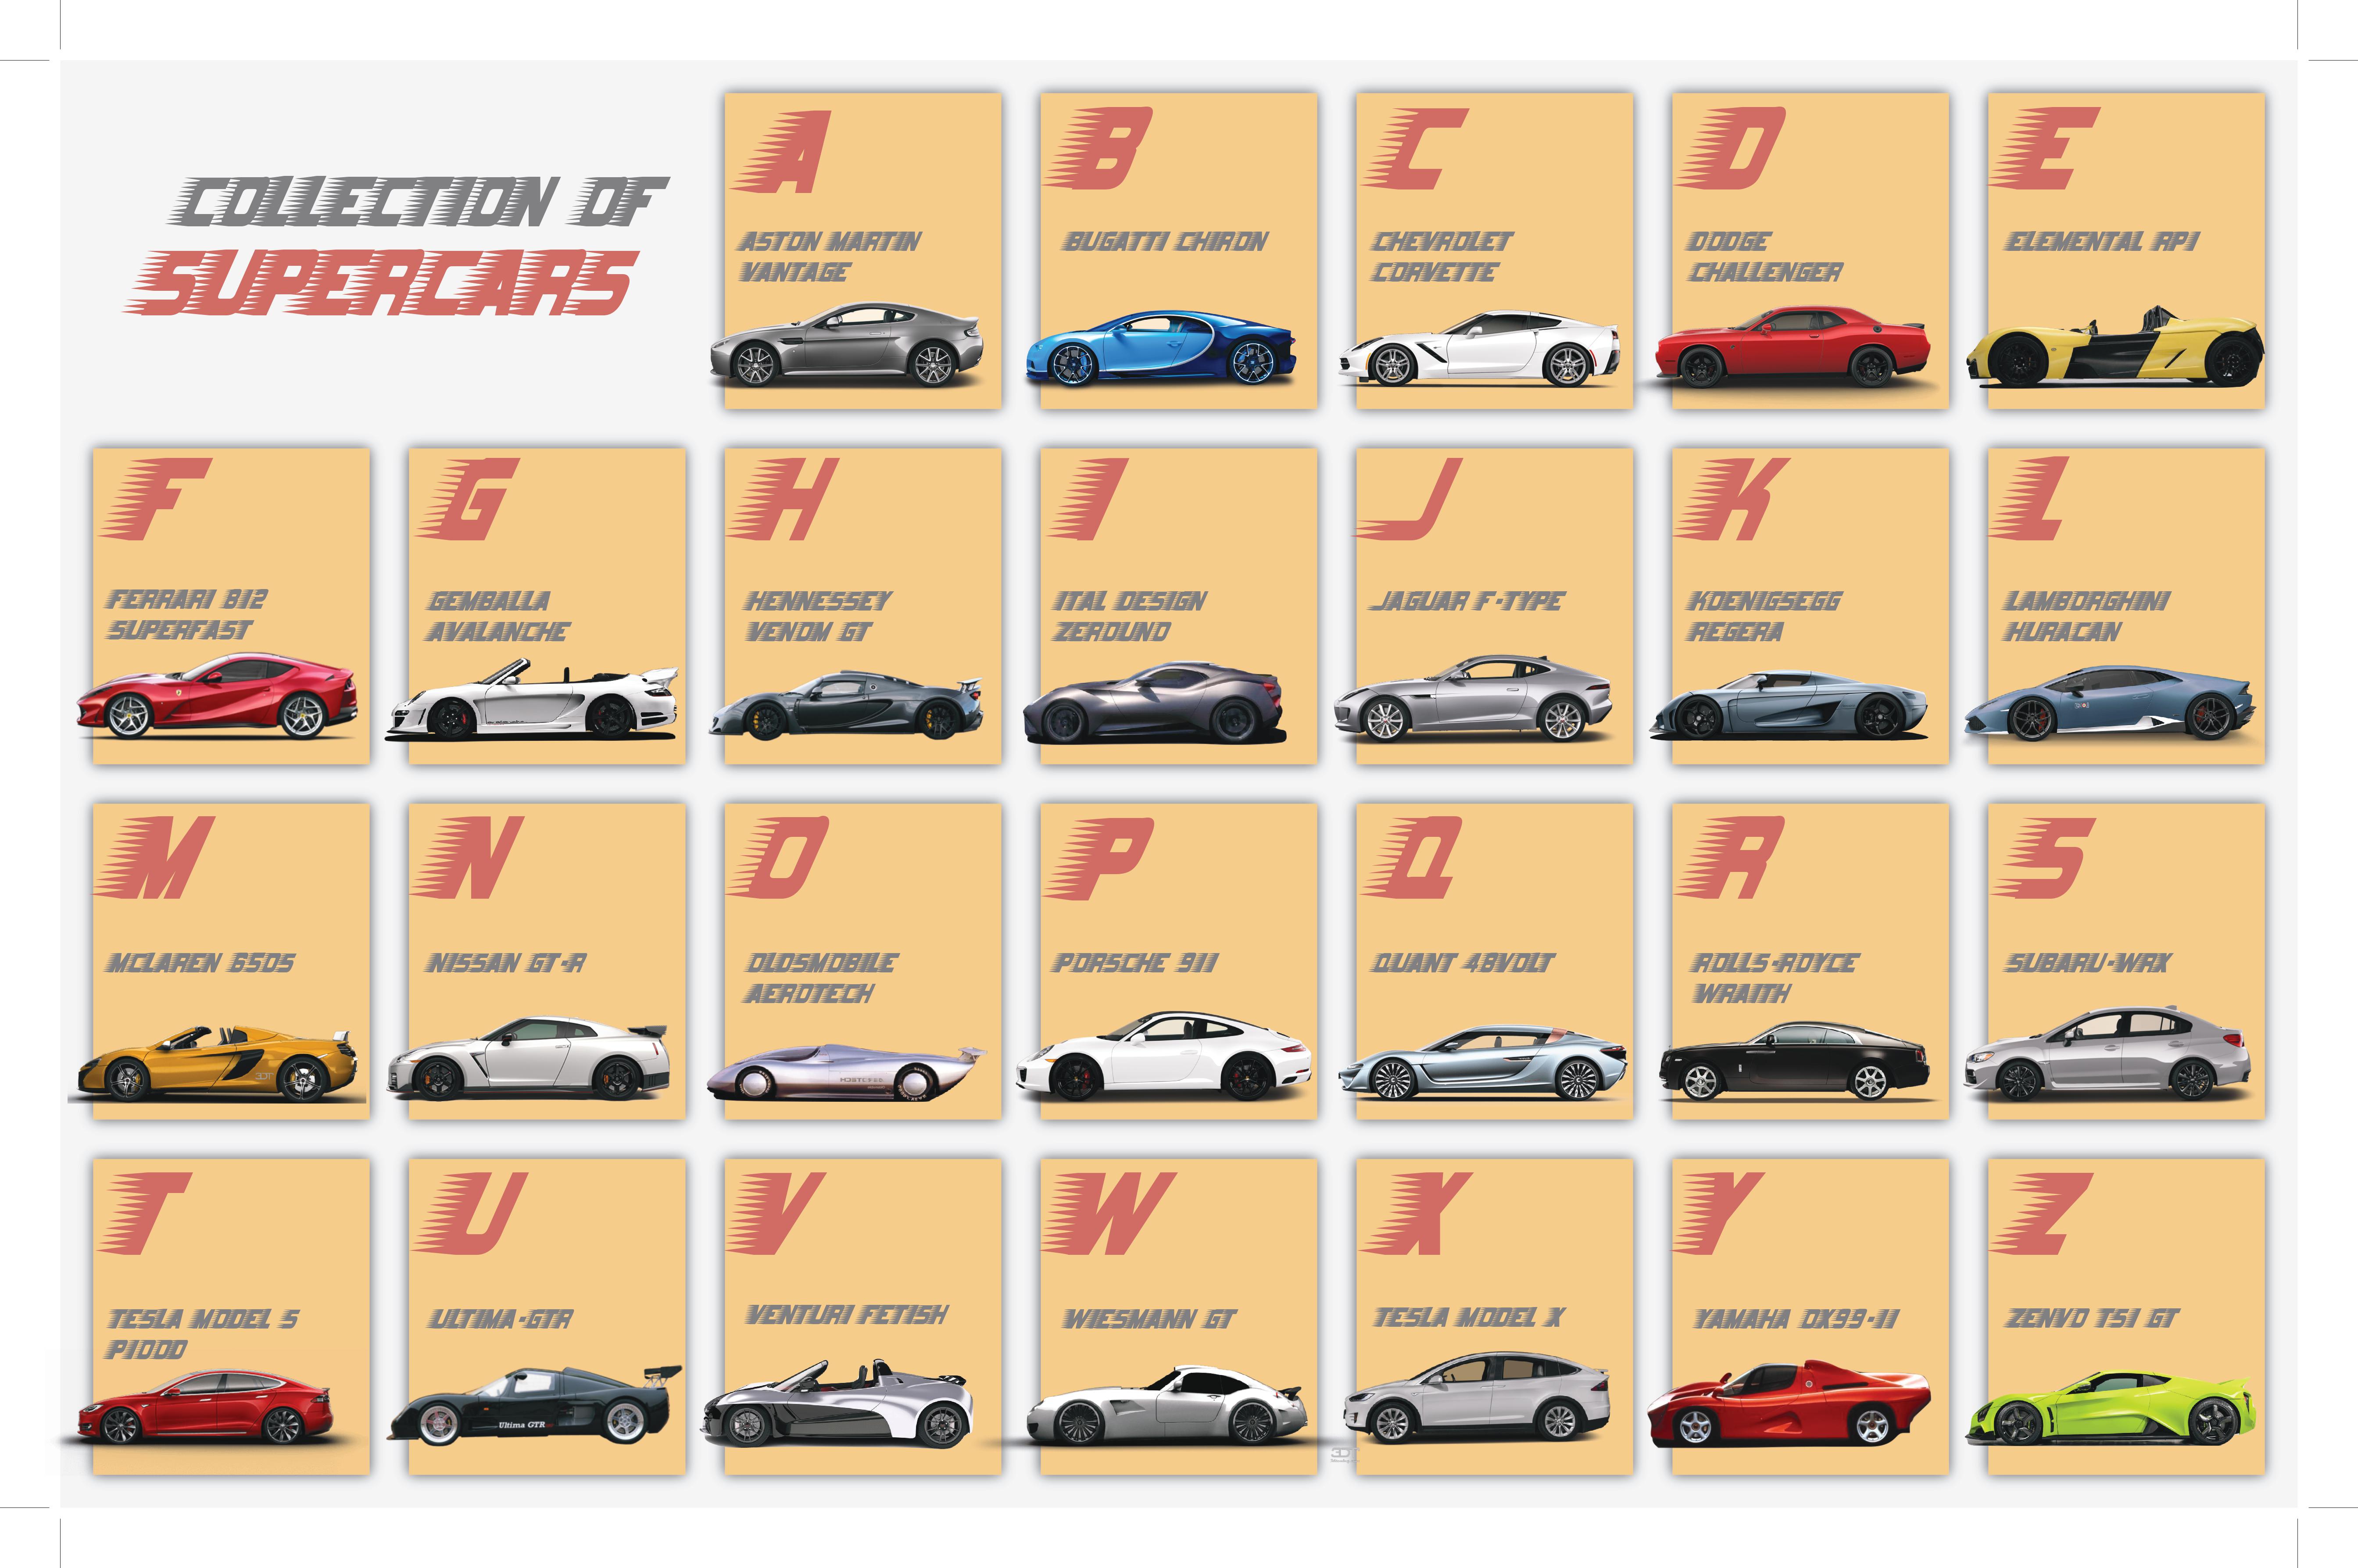 COLLECTION OF
SUPERCARS
A
ASTON MARTIN
VANTAGE
B
BUGATTI CHIRON
C
CHEVROLET
CORVETTE
D
DODGE
CHALLENGER
E
ELEMENTAL RP1
F
FERRARI 812
SUPERFAST
G
GEMBALLA
AVALANCHE
H
HENNESSEY
VENOM GT
I
ITAL DESIGN
ZEROUNO
J
JAGUAR F-TYPE
K
KOENIGSEGG
REGERA
L
LAMBORGHINI
HURACAN
M
MCLAREN 650S
N
NISSAN GT-R
O
OLDSMOBILE
AEROTECH
P
PORSCHE 911
Q
QUANT 48VOLT
R
ROLLS-ROYCE
WRAITH
S
SUBARU-WRX
T
TESLA MODEL S
P100D
U
ULTIMA-GTR
Ultima GTR
V
VENTURI FETISH
W
WIESMANN GT
X
TESLA MODEL X
Y
YAMAHA OX99-11
Z
ZENVO TS1 GT